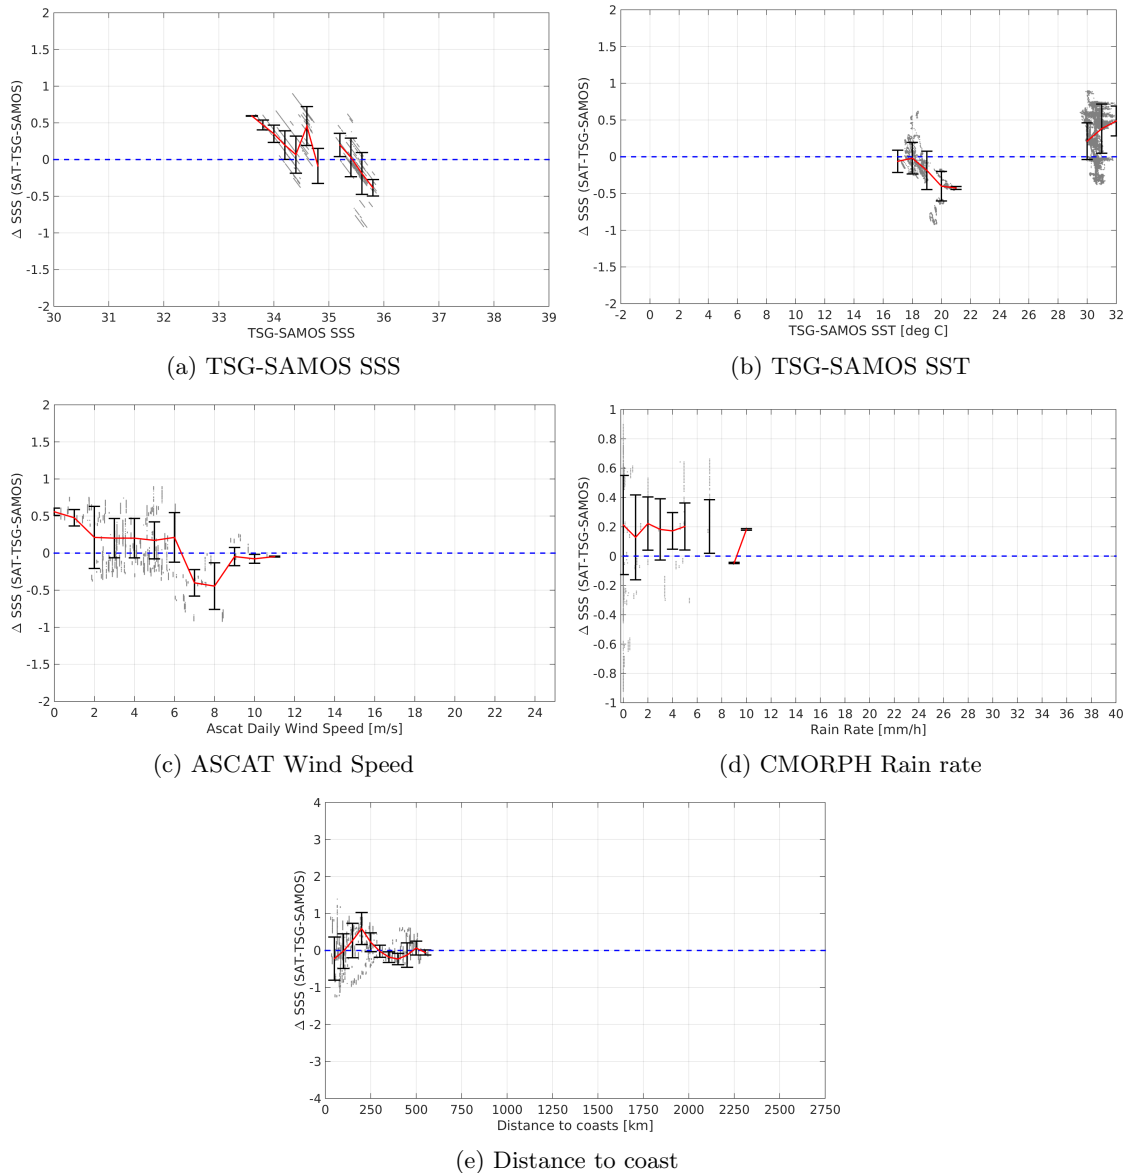 2
1.5
1
0.5
0
-0.5
-1
-1.5
-2
Δ SSS (SAT-TSG-SAMOS)
30 31 32 33 34 35 36 37 38 39
TSG-SAMOS SSS
(a) TSG-SAMOS SSS
2
1.5
1
0.5
0
-0.5
-1
-1.5
-2
Δ SSS (SAT-TSG-SAMOS)
-2 0 2 4 6 8 10 12 14 16 18 20 22 24 26 28 30 32
TSG-SAMOS SST [deg C]
(b) TSG-SAMOS SST
2
1.5
1
0.5
0
-0.5
-1
-1.5
-2
Δ SSS (SAT-TSG-SAMOS)
0 2 4 6 8 10 12 14 16 18 20 22 24
Ascat Daily Wind Speed [m/s]
(c) ASCAT Wind Speed
1
0.8
0.6
0.4
0.2
0
-0.2
-0.4
-0.6
-0.8
-1
Δ SSS (SAT-TSG-SAMOS)
0 2 4 6 8 10 12 14 16 18 20 22 24 26 28 30 32 34 36 38 40
Rain Rate [mm/h]
(d) CMORPH Rain rate
4
3
2
1
0
-1
-2
-3
-4
Δ SSS (SAT-TSG-SAMOS)
0 250 500 750 1000 1250 1500 1750 2000 2250 2500 2750
Distance to coasts [km]
(e) Distance to coast